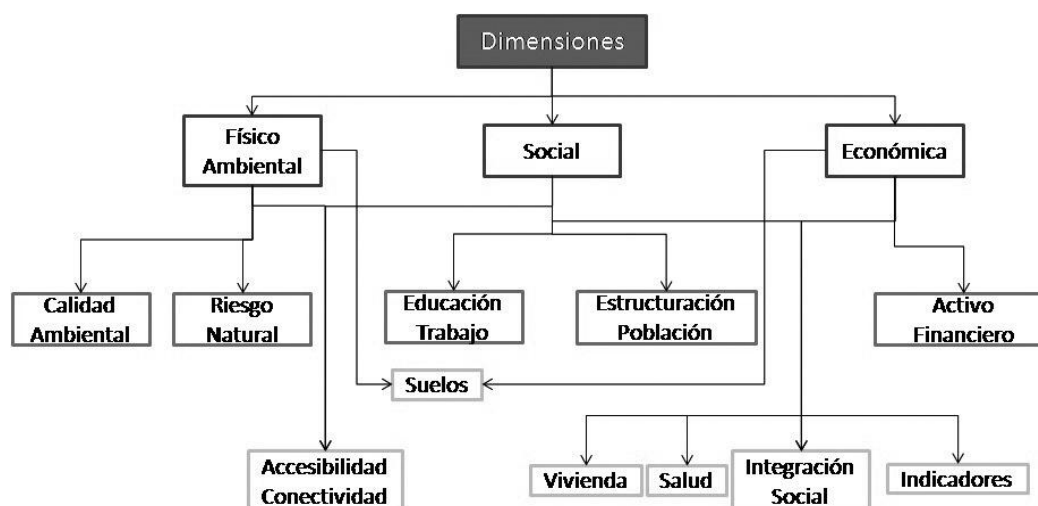 Dimensiones
Físico
Ambiental
Social
Económica
Calidad
Ambiental
Riesgo
Natural
Educación
Trabajo
Estructuración
Población
Activo
Financiero
Suelos
Accesibilidad
Conectividad
Vivienda
Salud
Integración
Social
Indicadores